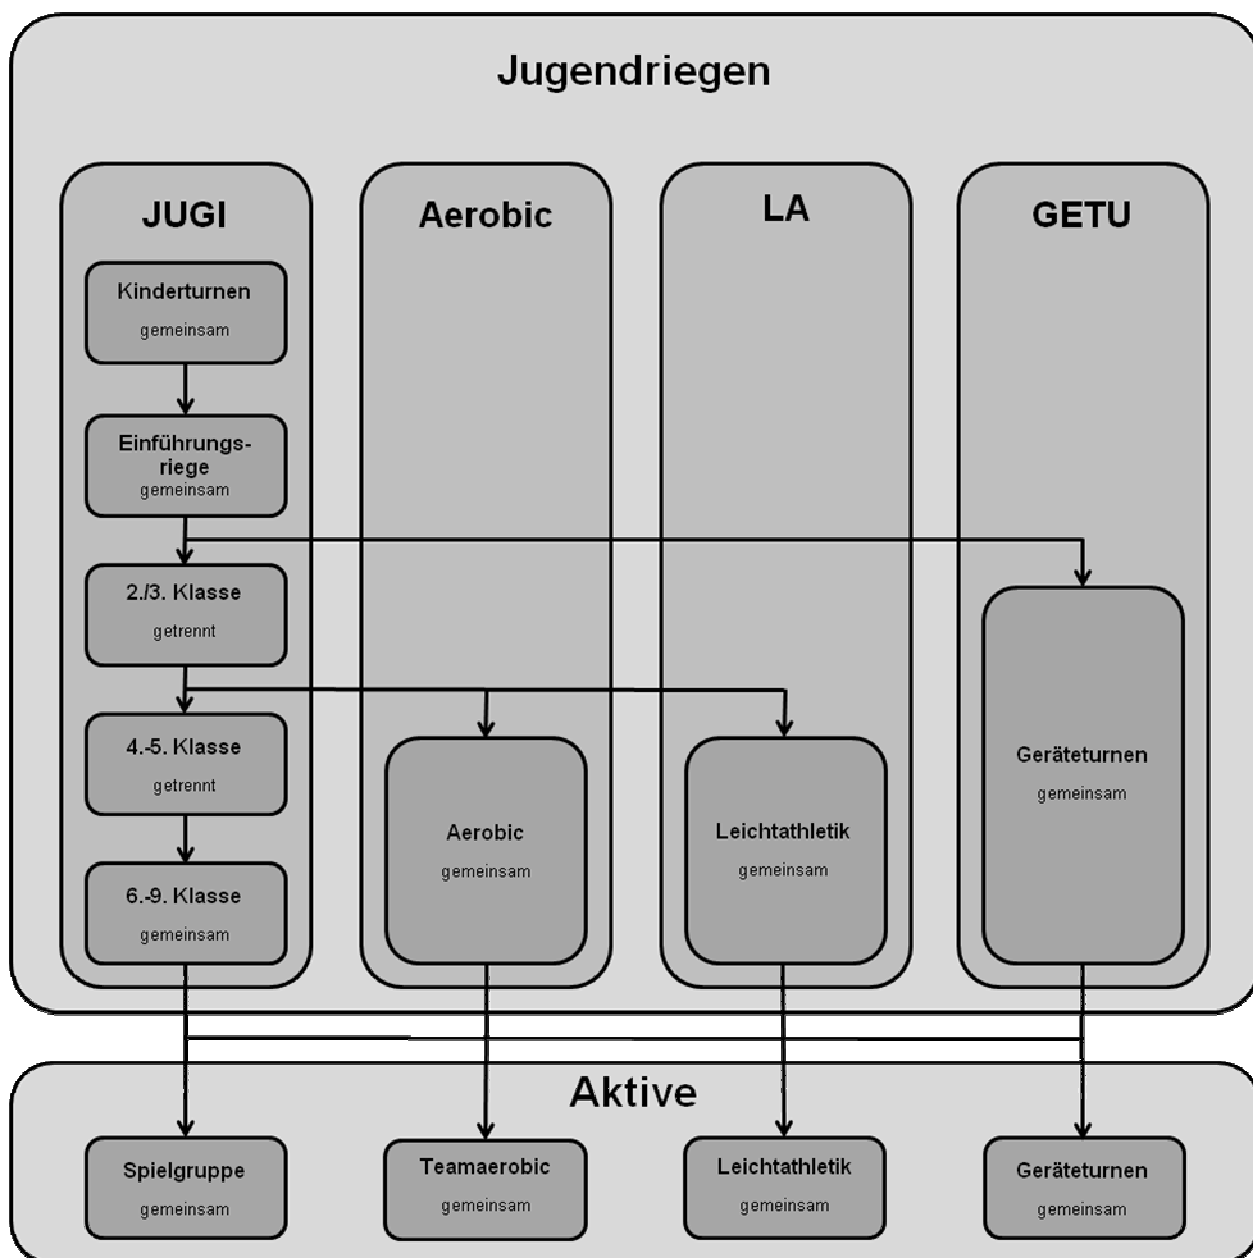 Jugendriegen
JUGI
Kinderturnen
gemeinsam
Einführungs-
riege
gemeinsam
2./3. Klasse
getrennt
4.-5. Klasse
getrennt
6.-9. Klasse
gemeinsam
Aerobic
Aerobic
gemeinsam
LA
Leichtathletik
gemeinsam
GETU
Geräteturnen
gemeinsam
Aktive
Spielgruppe
gemeinsam
Teamaerobic
gemeinsam
Leichtathletik
gemeinsam
Geräteturnen
gemeinsam